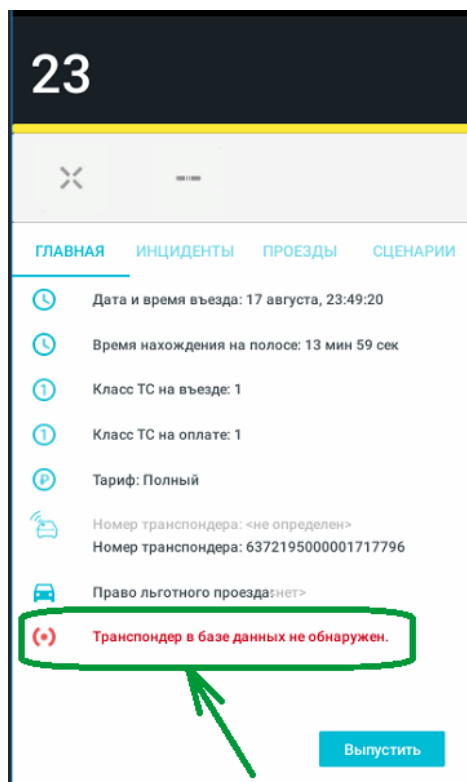 23
ГЛАВНАЯ ИНЦИДЕНТЫ ПРОЕЗДЫ СЦЕНАРИИ
Дата и время въезда: 17 августа, 23:49:20
Время нахождения на полосе: 13 мин 59 сек
1 Класс ТС на въезде: 1
1 Класс ТС на оплате: 1
₽ Тариф: Полный
Номер транспондера: <не определен>
Номер транспондера: 6372195000001717796
Право льготного проезда: <нет>
Транспондер в базе данных не обнаружен.
Выпустить